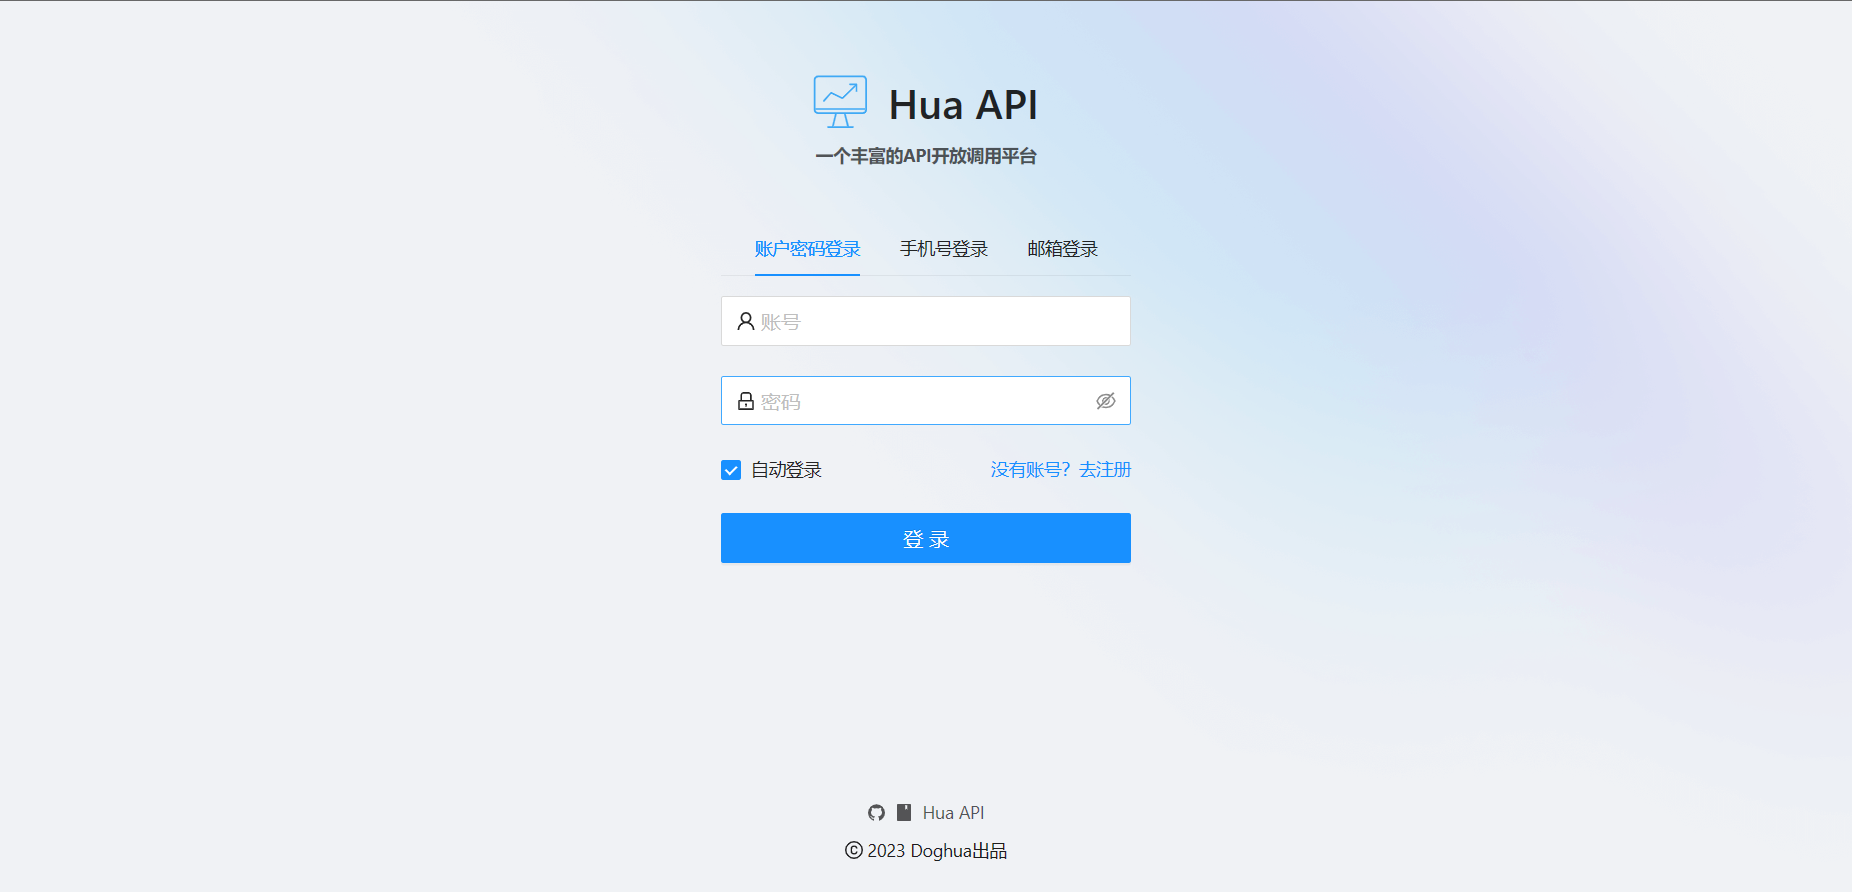 Hua API
一个丰富的API开放调用平台
账户密码登录 手机号登录 邮箱登录
账号
密码
自动登录 没有账号？去注册
登 录
Hua API
© 2023 Doghua出品